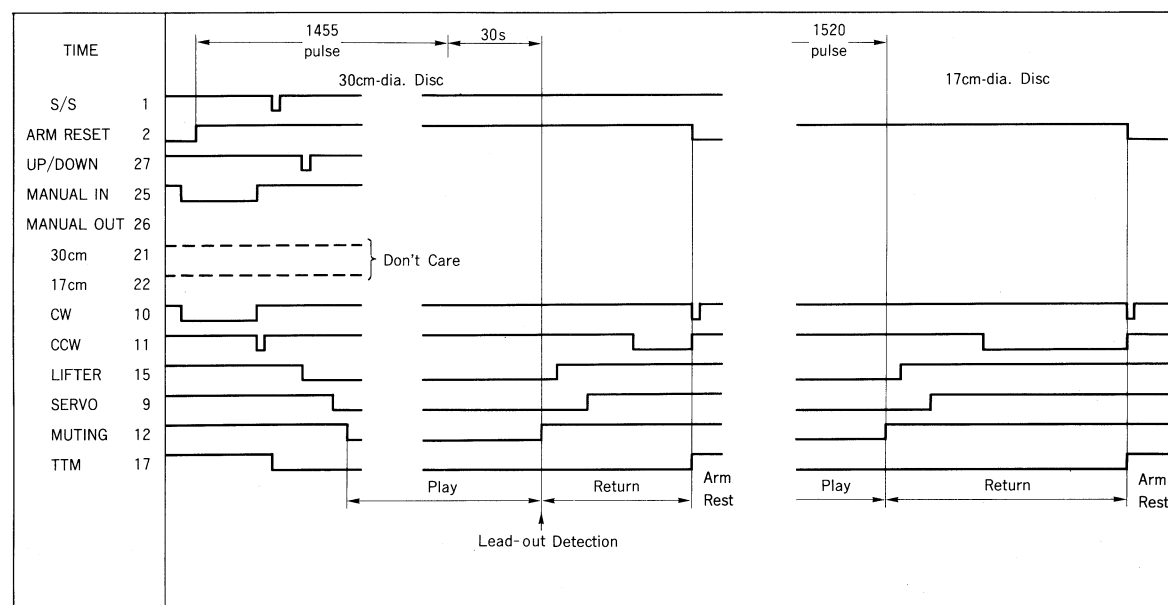 TIME
1455 pulse
30s
1520 pulse
30cm-dia. Disc
17cm-dia. Disc
S/S 1
ARM RESET 2
UP/DOWN 27
MANUAL IN 25
MANUAL OUT 26
30cm 21
17cm 22
Don't Care
CW 10
CCW 11
LIFTER 15
SERVO 9
MUTING 12
TTM 17
Play
Return
Arm Rest
Play
Return
Arm Rest
Lead-out Detection